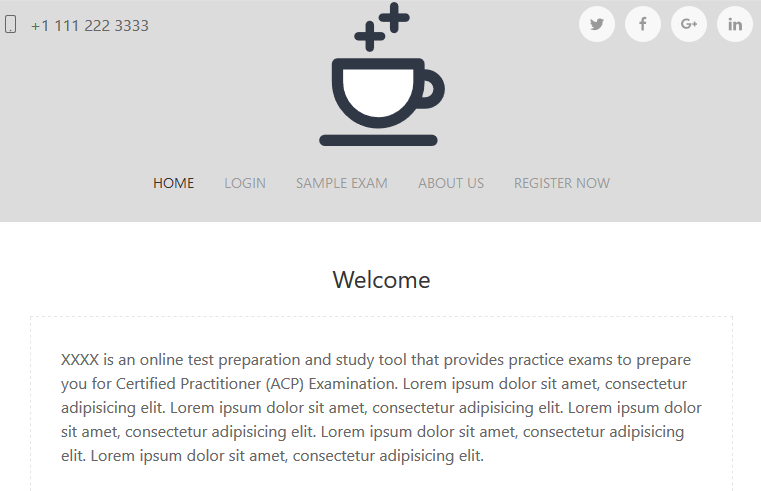 +1 111 222 3333
HOME LOGIN SAMPLE EXAM ABOUT US REGISTER NOW
Welcome
XXXX is an online test preparation and study tool that provides practice exams to prepare
you for Certified Practitioner (ACP) Examination. Lorem ipsum dolor sit amet, consectetur
adipisicing elit. Lorem ipsum dolor sit amet, consectetur adipisicing elit. Lorem ipsum dolor
sit amet, consectetur adipisicing elit. Lorem ipsum dolor sit amet, consectetur adipisicing
elit. Lorem ipsum dolor sit amet, consectetur adipisicing elit.